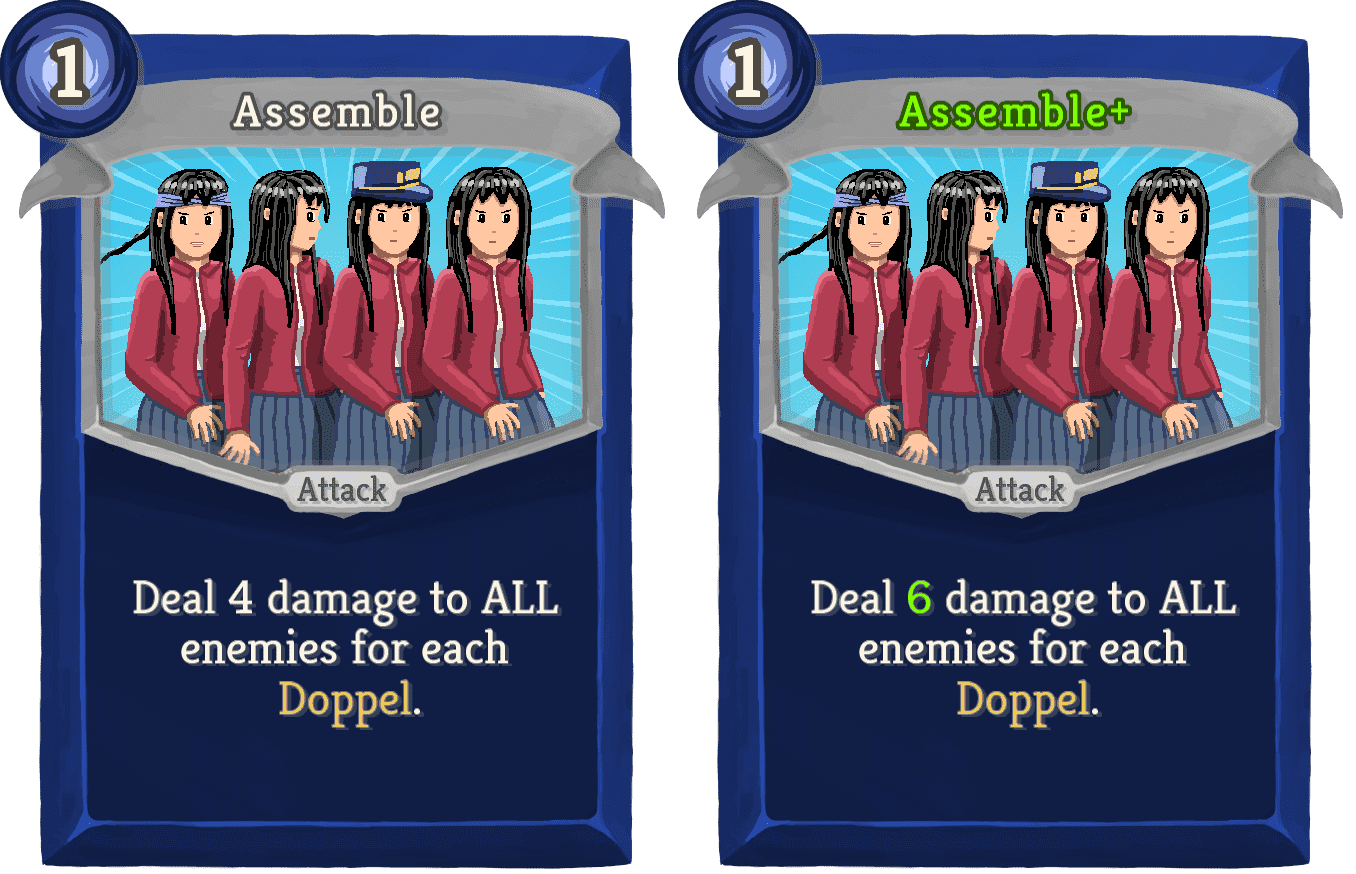 1
Assemble
Attack
Deal 4 damage to ALL
enemies for each
Doppel.
1
Assemble+
Attack
Deal 6 damage to ALL
enemies for each
Doppel.